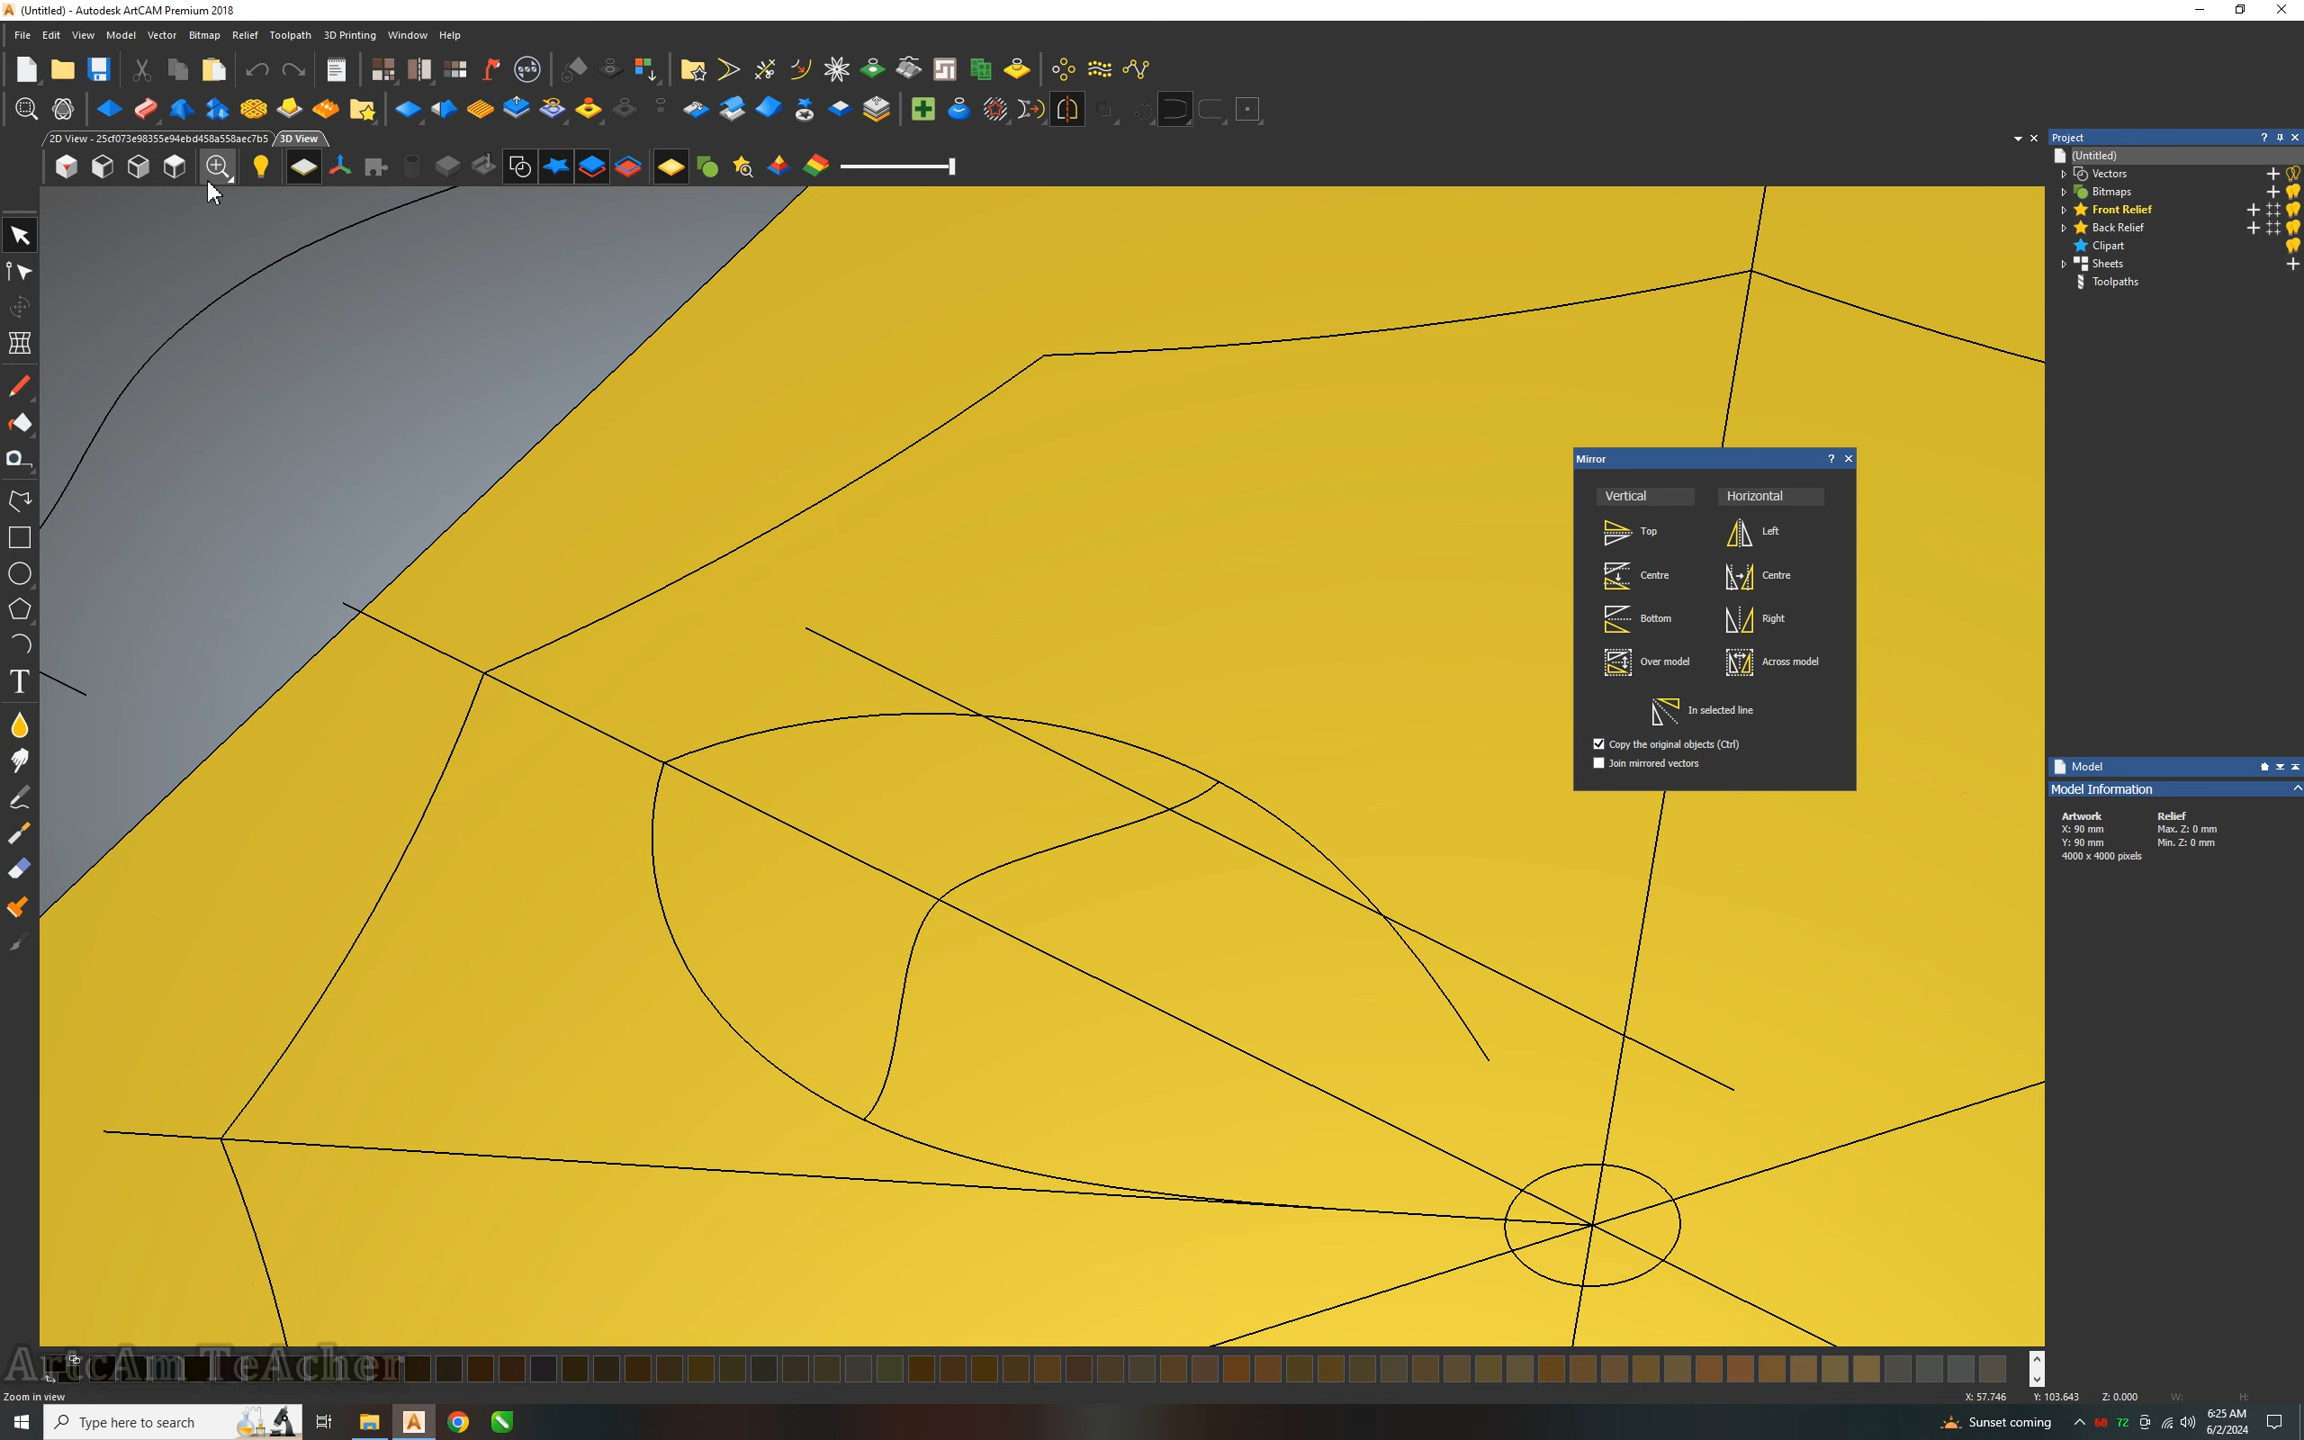 (Untitled) - Autodesk ArtCAM Premium 2018
File Edit View Model Vector Bitmap Relief Toolpath 3D Printing Window Help
2D View - 25cf073e98355e94ebd458a558aec7b5 3D View
Project
(Untitled)
Vectors
Bitmaps
Front Relief
Back Relief
Clipart
Sheets
Toolpaths
Mirror
Vertical Horizontal
Top Left
Centre Centre
Bottom Right
Over model Across model
In selected line
Copy the original objects (Ctrl)
Join mirrored vectors
Model
Model Information
Artwork Relief
X: 90 mm Max. Z: 0 mm
Y: 90 mm Min. Z: 0 mm
4000 x 4000 pixels
ArtcAm TeAcher
Zoom in view X: 57.746 Y: 103.643 Z: 0.000 W: H:
Type here to search Sunset coming 68 72 6:25 AM
6/2/2024